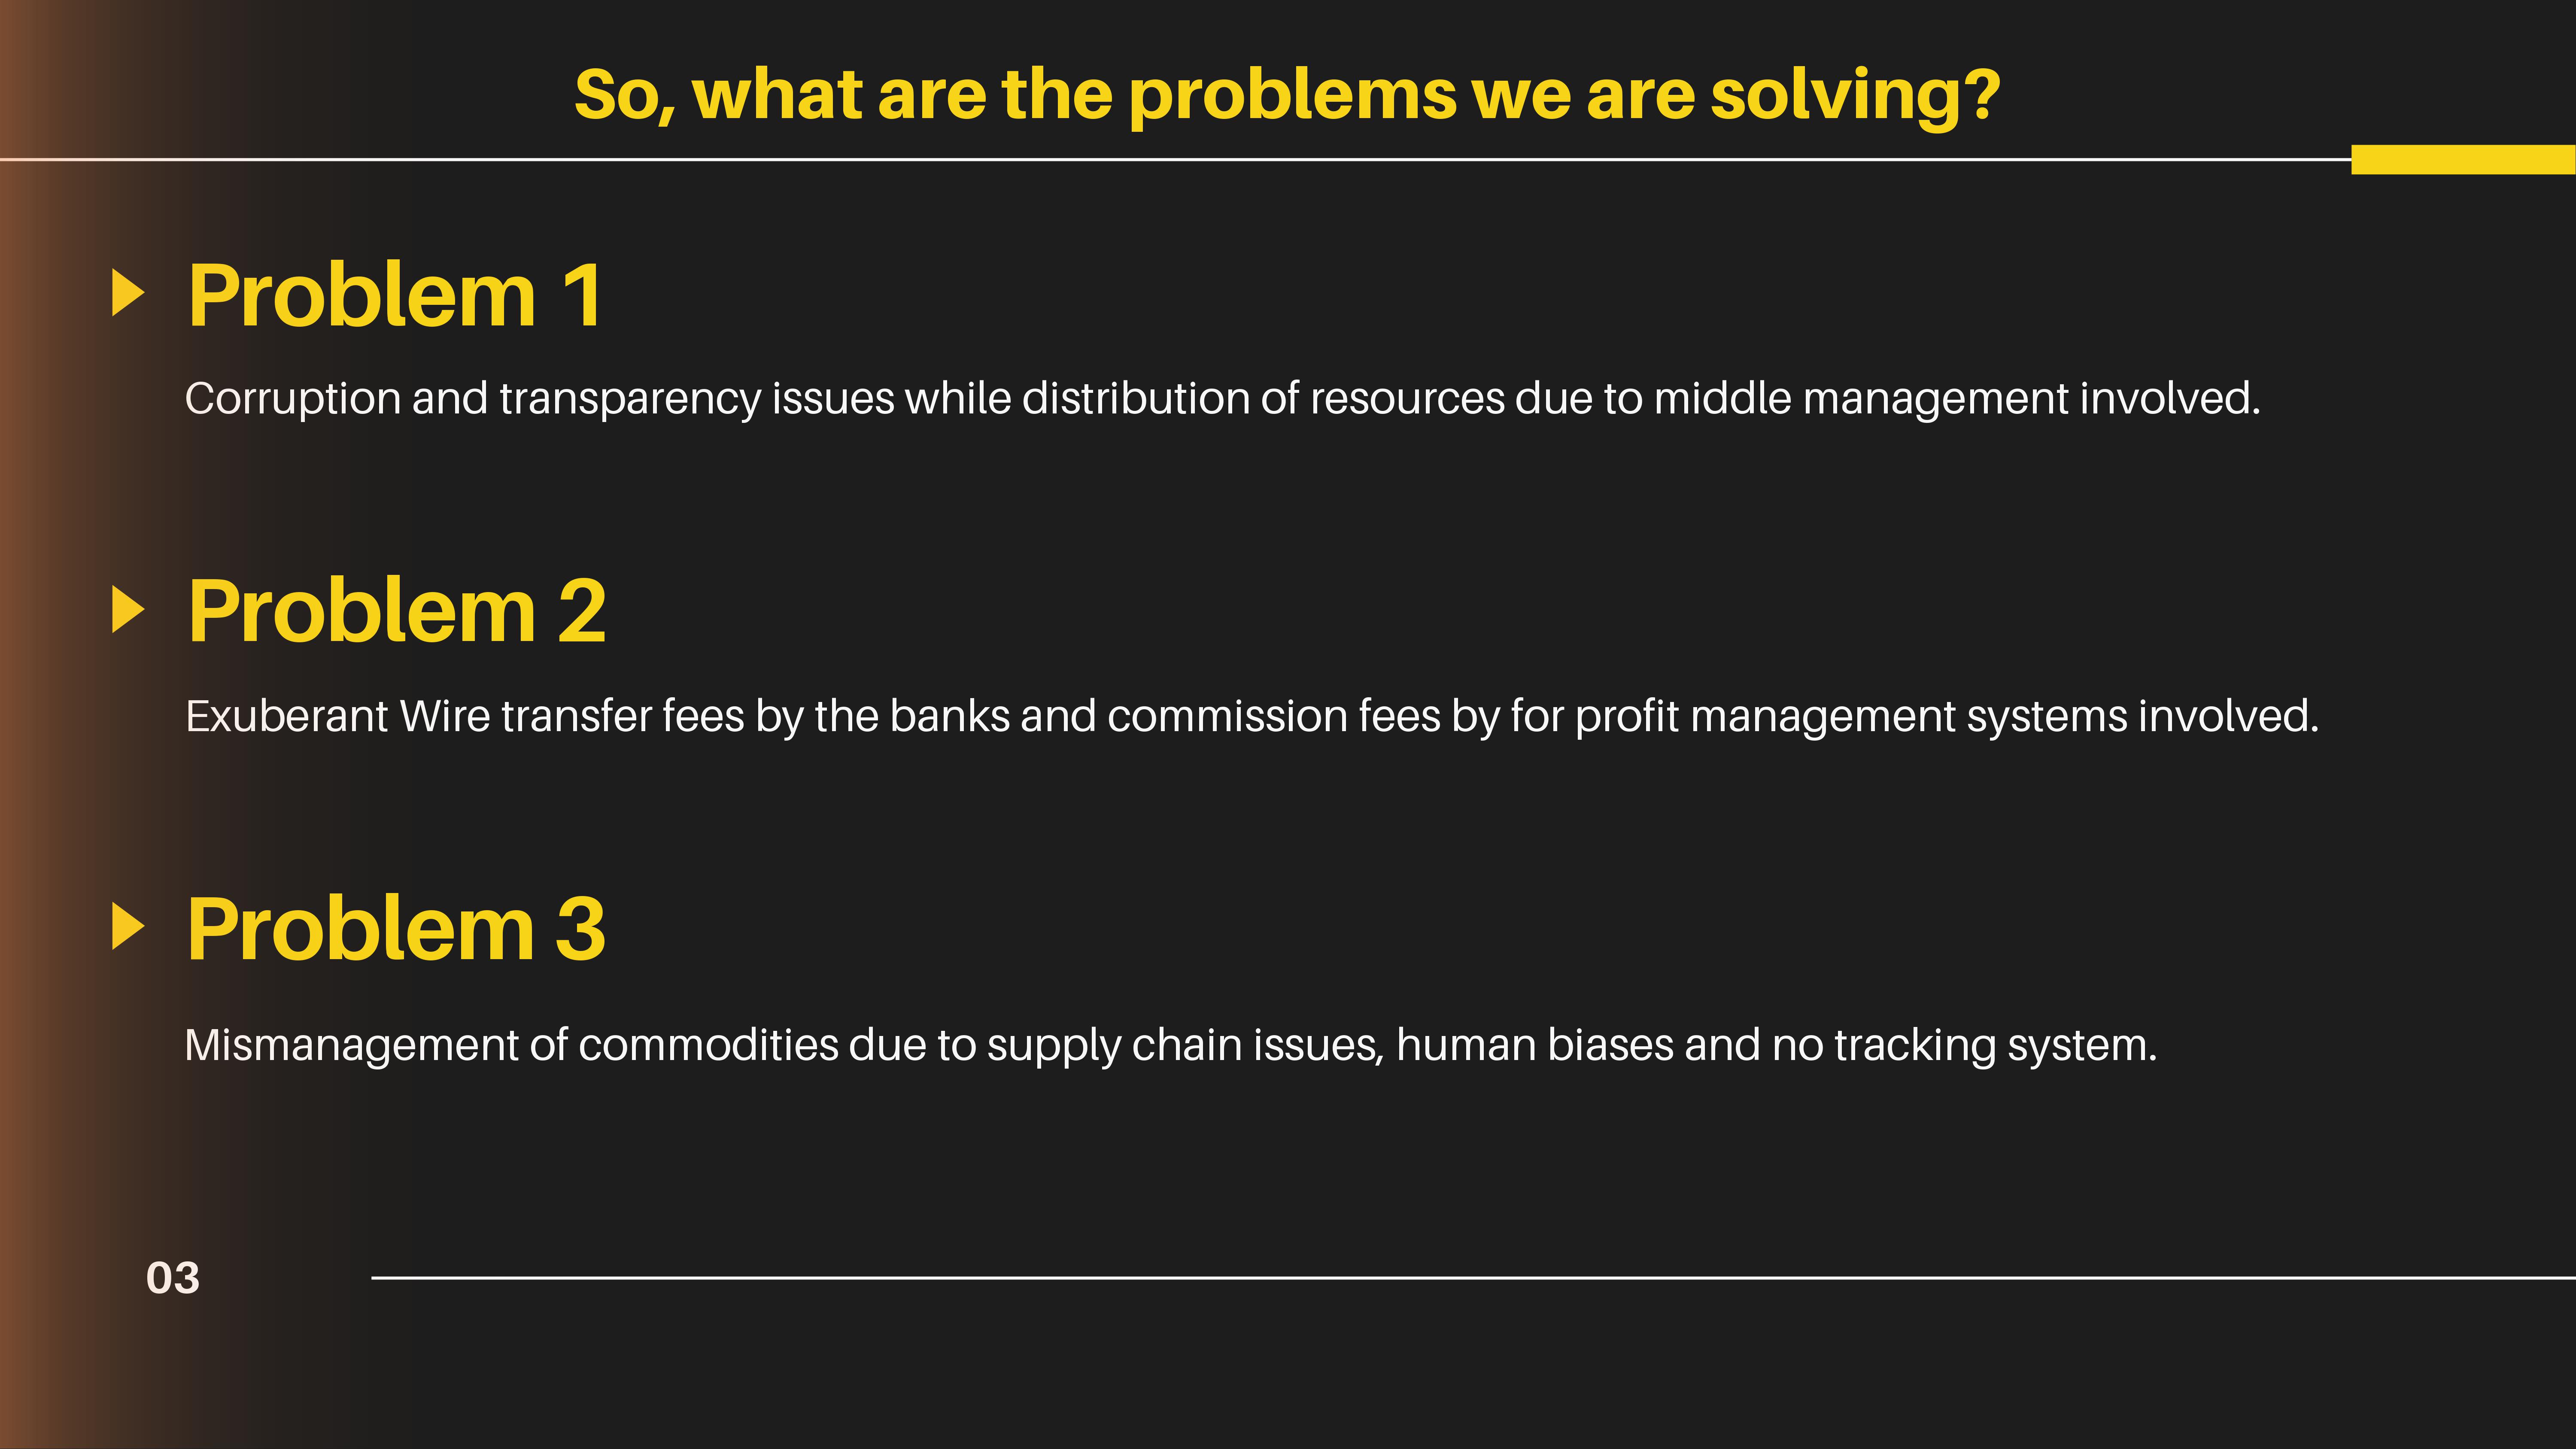 So, what are the problems we are solving?
Problem 1
Corruption and transparency issues while distribution of resources due to middle management involved.
Problem 2
Exuberant Wire transfer fees by the banks and commission fees by for profit management systems involved.
Problem 3
Mismanagement of commodities due to supply chain issues, human biases and no tracking system.
03